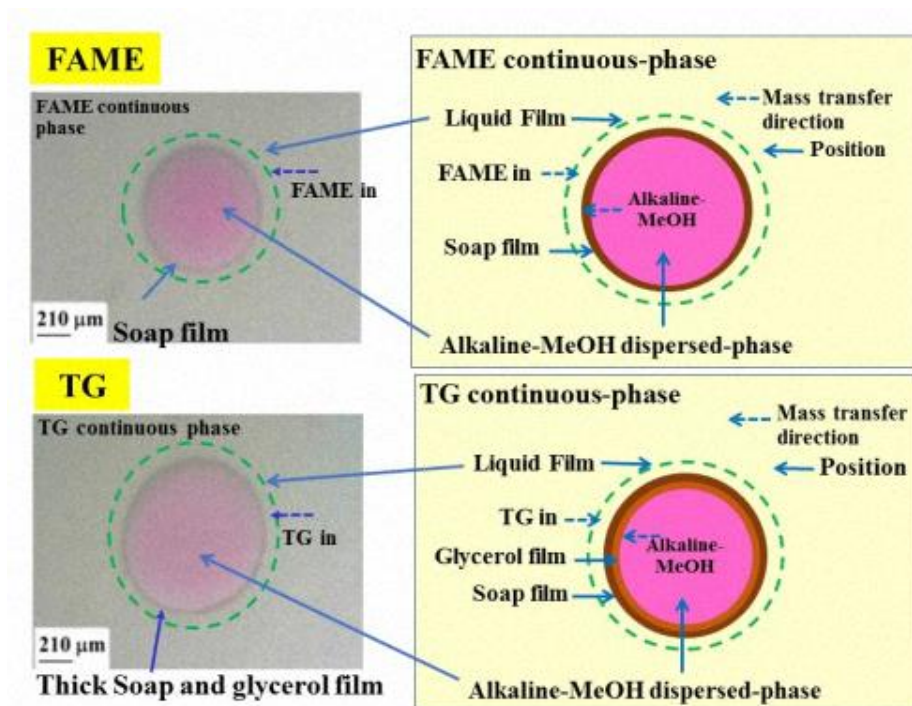 FAME
FAME continuous
phase
FAME in
210 μm
Soap film
FAME continuous-phase
Mass transfer
direction
Liquid Film
Position
FAME in
Alkaline-
MeOH
Soap film
Alkaline-MeOH dispersed-phase
TG
TG continuous phase
TG in
210 μm
Thick Soap and glycerol film
TG continuous-phase
Mass transfer
direction
Liquid Film
Position
TG in
Alkaline-
MeOH
Glycerol film
Soap film
Alkaline-MeOH dispersed-phase